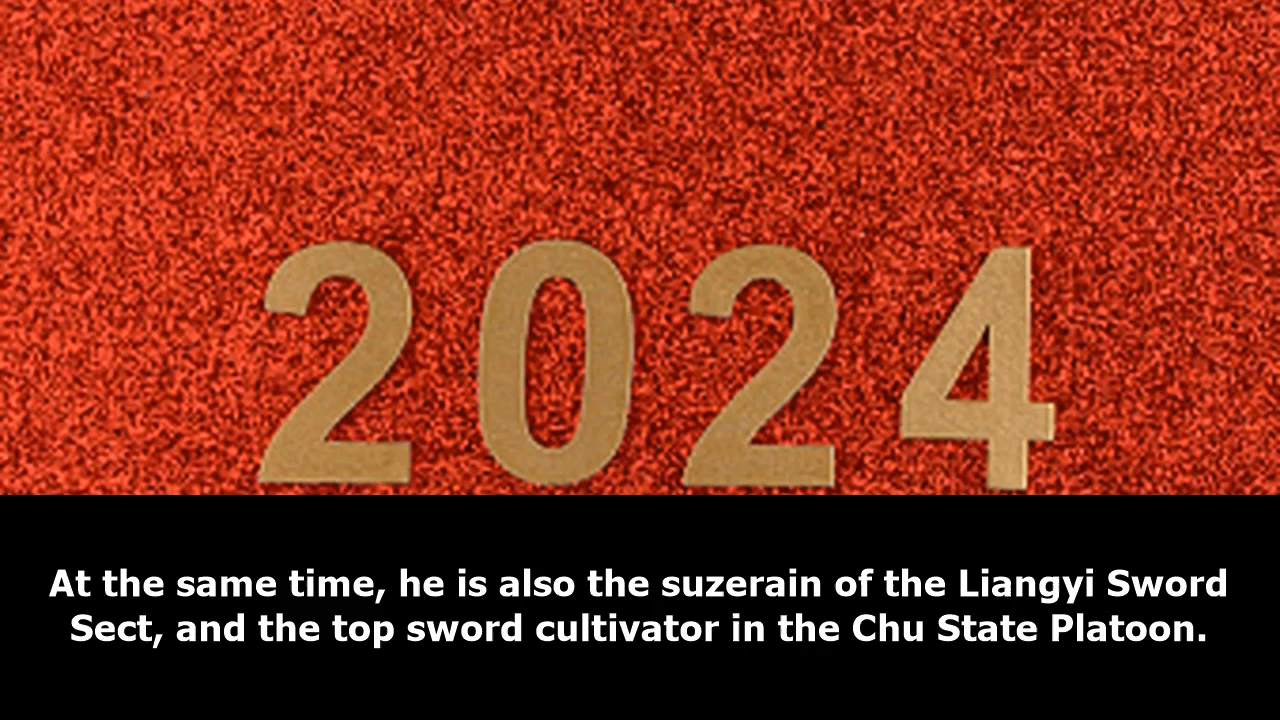 2024
At the same time, he is also the suzerain of the Liangyi Sword
Sect, and the top sword cultivator in the Chu State Platoon.